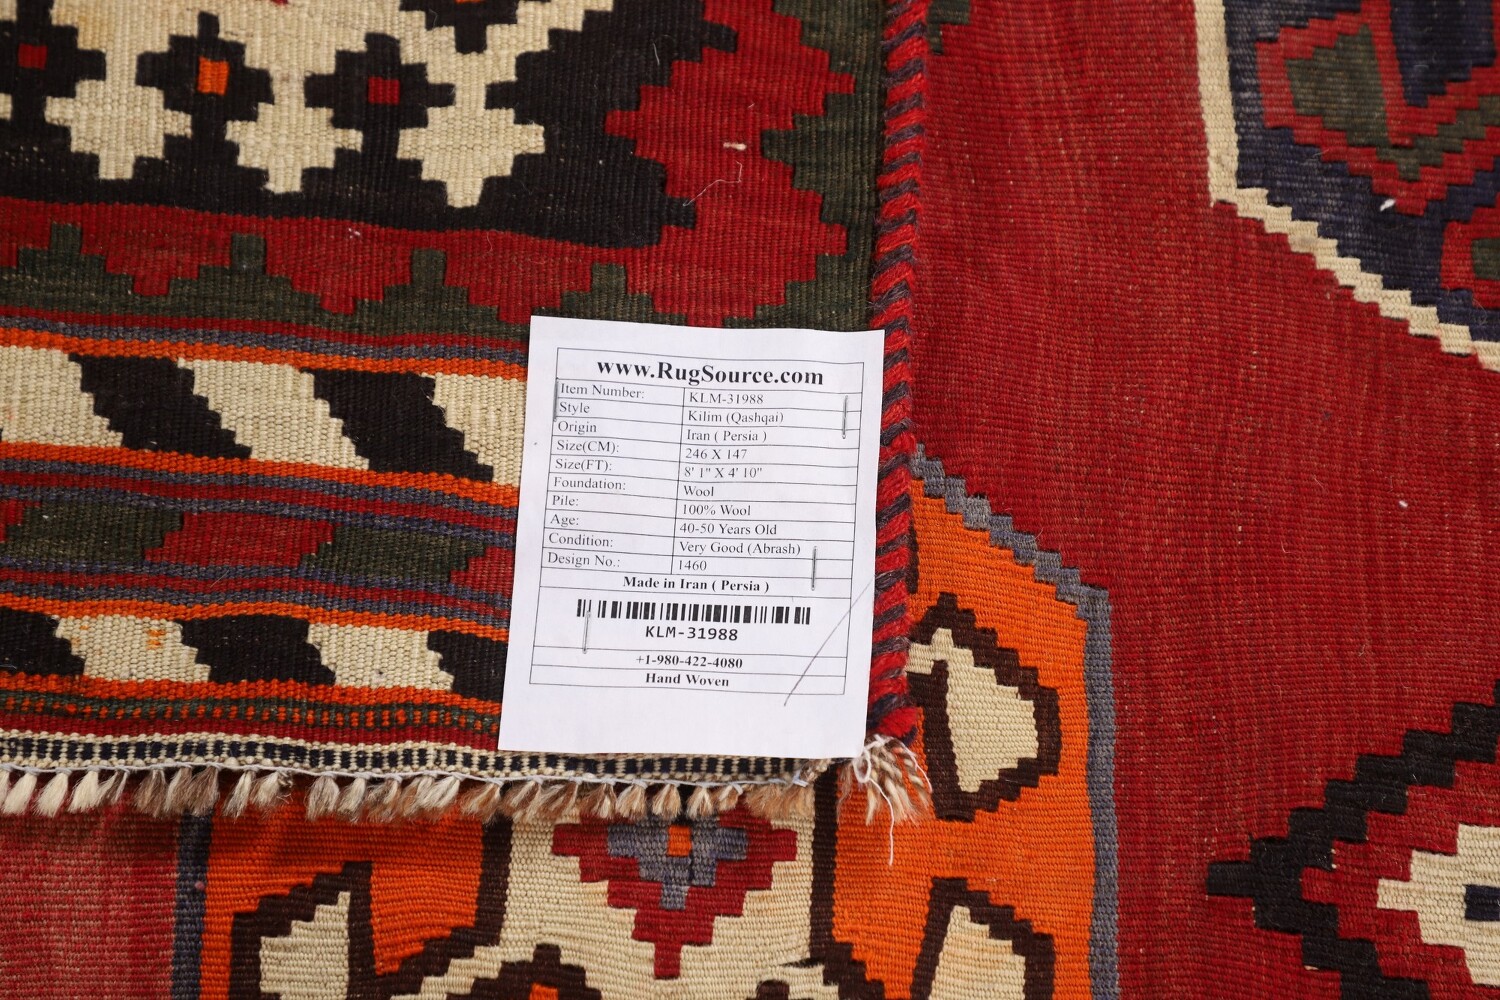 www.RugSource.com
Item Number: KLM-31988
Style Kilim (Qashqai)
Origin Iran ( Persia )
Size(CM): 246 X 147
Size(FT): 8' 1" X 4' 10"
Foundation: Wool
Pile: 100% Wool
Age: 40-50 Years Old
Condition: Very Good (Abrash)
Design No.: 1460
Made in Iran ( Persia )
KLM-31988
+1-980-422-4080
Hand Woven